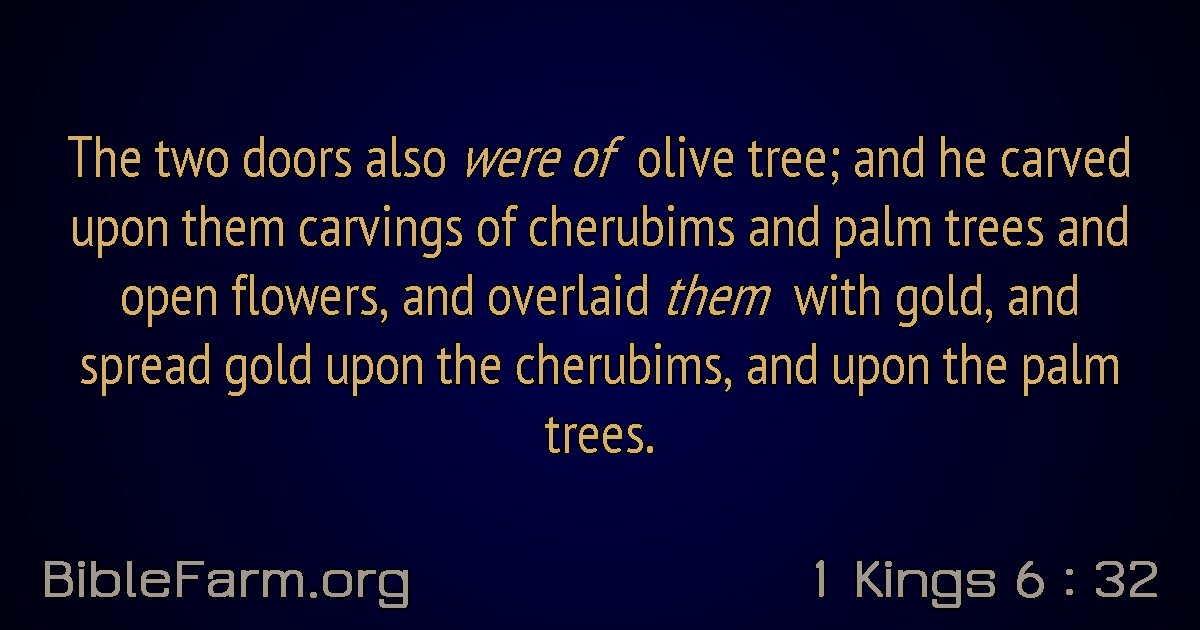 The two doors also were of olive tree; and he carved
upon them carvings of cherubims and palm trees and
open flowers, and overlaid them with gold, and
spread gold upon the cherubims, and upon the palm
trees.
BibleFarm.org
1 Kings 6 : 32